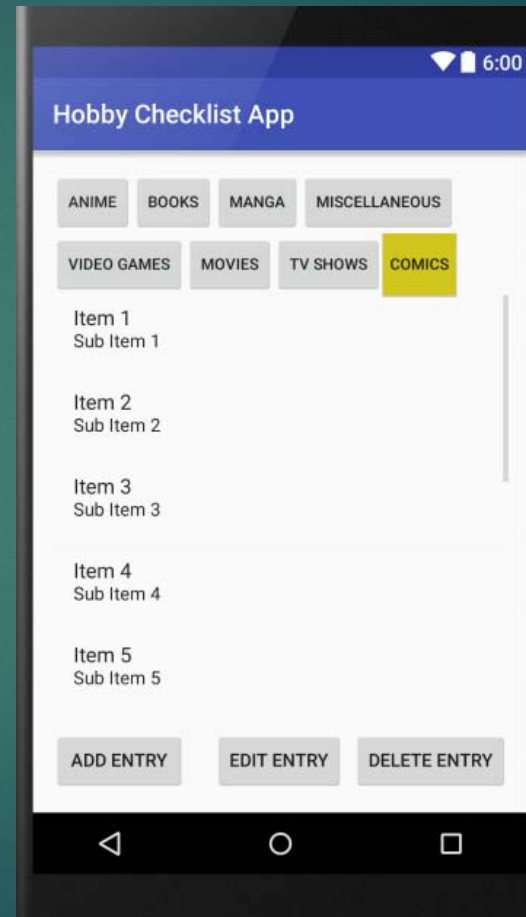 6:00
Hobby Checklist App
ANIME BOOKS MANGA MISCELLANEOUS
VIDEO GAMES MOVIES TV SHOWS COMICS
Item 1
Sub Item 1
Item 2
Sub Item 2
Item 3
Sub Item 3
Item 4
Sub Item 4
Item 5
Sub Item 5
ADD ENTRY EDIT ENTRY DELETE ENTRY